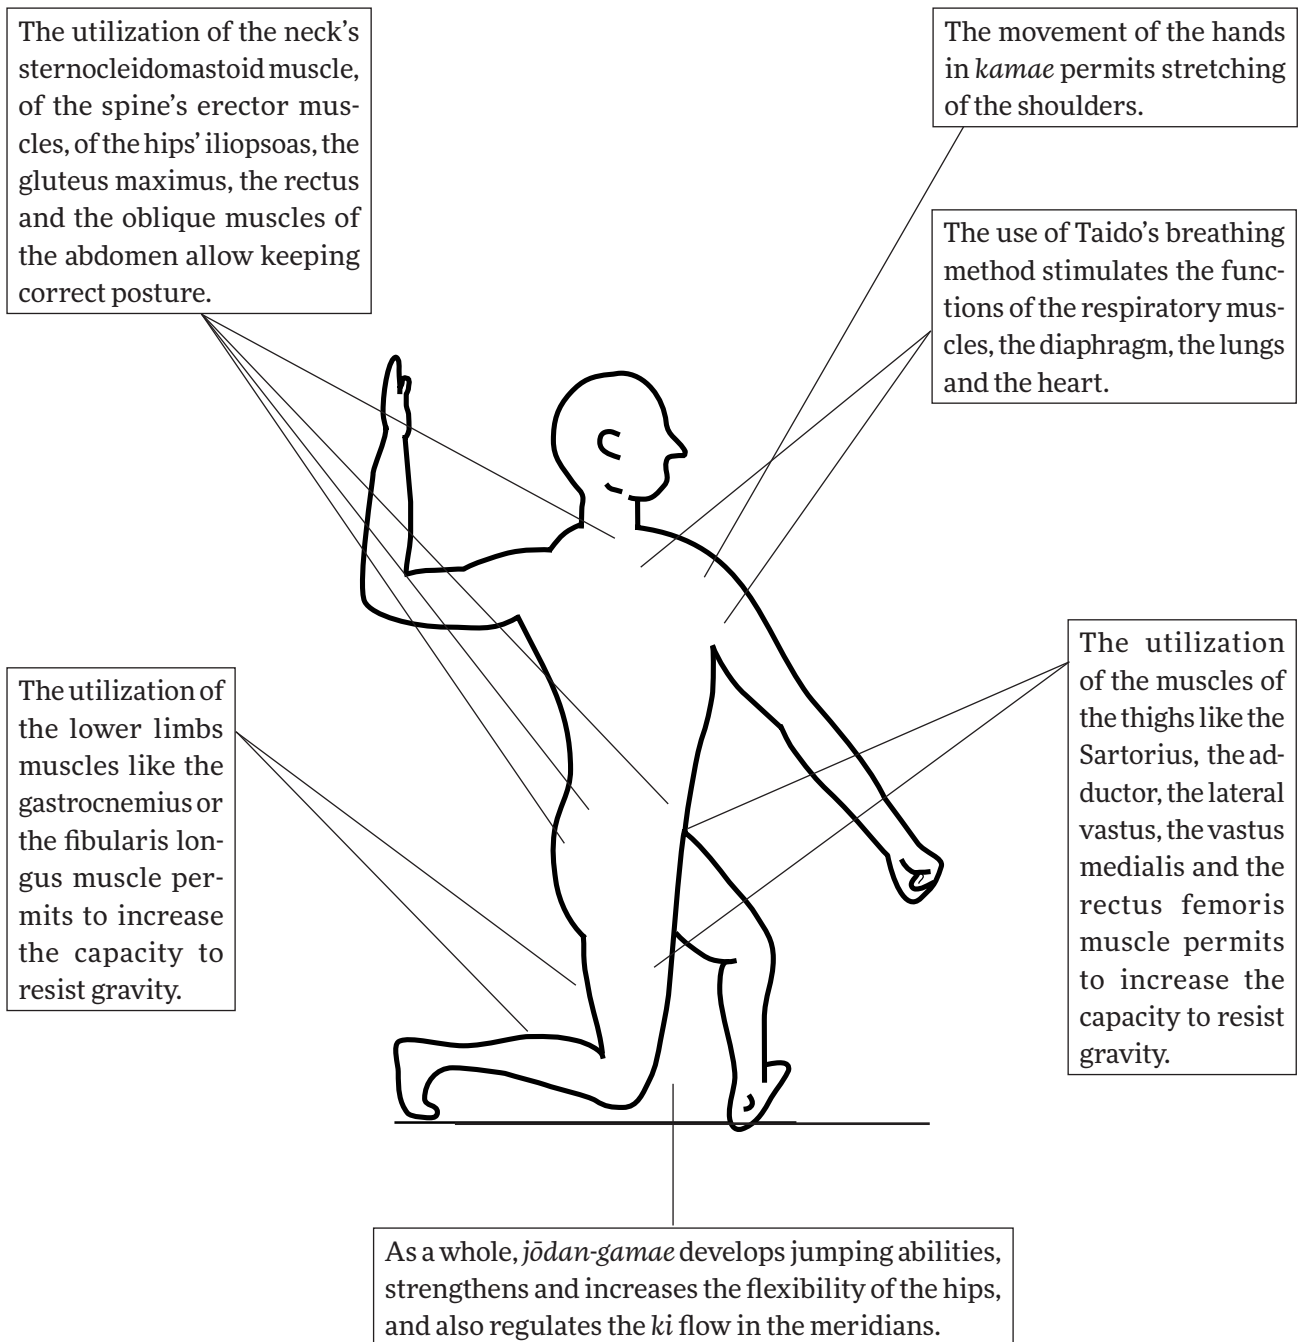 The utilization of the neck’s
sternocleidomastoid muscle,
of the spine’s erector mus-
cles, of the hips’ iliopsoas, the
gluteus maximus, the rectus
and the oblique muscles of
the abdomen allow keeping
correct posture.
The movement of the hands
in kamae permits stretching
of the shoulders.
The use of Taido’s breathing
method stimulates the func-
tions of the respiratory mus-
cles, the diaphragm, the lungs
and the heart.
The utilization of
the lower limbs
muscles like the
gastrocnemius or
the fibularis lon-
gus muscle per-
mits to increase
the capacity to
resist gravity.
The utilization
of the muscles of
the thighs like the
Sartorius, the ad-
ductor, the lateral
vastus, the vastus
medialis and the
rectus femoris
muscle permits
to increase the
capacity to resist
gravity.
As a whole, jōdan-gamae develops jumping abilities,
strengthens and increases the flexibility of the hips,
and also regulates the ki flow in the meridians.